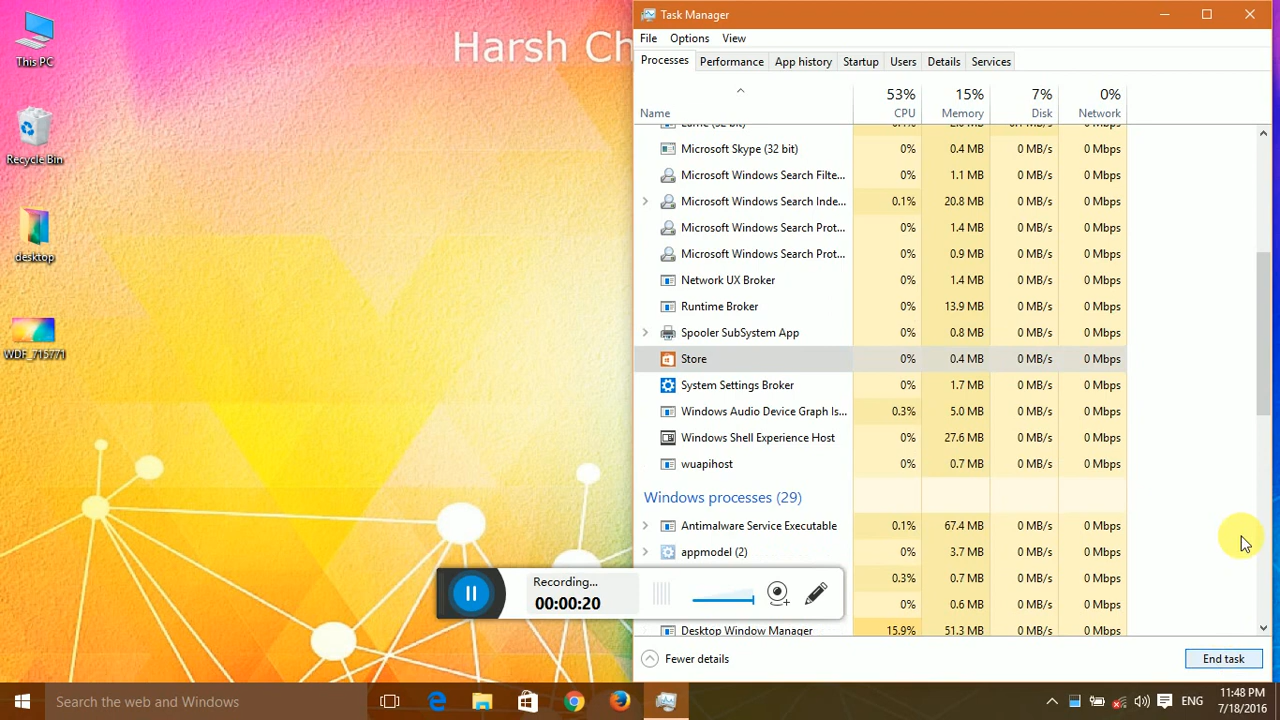 This PC
Recycle Bin
desktop
WDF_715771
Harsh Ch
Task Manager
File Options View
Processes Performance App history Startup Users Details Services
53% 15% 7% 0%
Name CPU Memory Disk Network
Microsoft Skype (32 bit) 0% 0.4 MB 0 MB/s 0 Mbps
Microsoft Windows Search Filte... 0% 1.1 MB 0 MB/s 0 Mbps
Microsoft Windows Search Inde... 0.1% 20.8 MB 0 MB/s 0 Mbps
Microsoft Windows Search Prot... 0% 1.4 MB 0 MB/s 0 Mbps
Microsoft Windows Search Prot... 0% 0.9 MB 0 MB/s 0 Mbps
Network UX Broker 0% 1.4 MB 0 MB/s 0 Mbps
Runtime Broker 0% 13.9 MB 0 MB/s 0 Mbps
Spooler SubSystem App 0% 0.8 MB 0 MB/s 0 Mbps
Store 0% 0.4 MB 0 MB/s 0 Mbps
System Settings Broker 0% 1.7 MB 0 MB/s 0 Mbps
Windows Audio Device Graph Is... 0.3% 5.0 MB 0 MB/s 0 Mbps
Windows Shell Experience Host 0% 27.6 MB 0 MB/s 0 Mbps
wuapihost 0% 0.7 MB 0 MB/s 0 Mbps
Windows processes (29)
Antimalware Service Executable 0.1% 67.4 MB 0 MB/s 0 Mbps
appmodel (2) 0% 3.7 MB 0 MB/s 0 Mbps
0.3% 0.7 MB 0 MB/s 0 Mbps
0% 0.6 MB 0 MB/s 0 Mbps
Desktop Window Manager 15.9% 51.3 MB 0 MB/s 0 Mbps
Recording...
00:00:20
Fewer details End task
Search the web and Windows
ENG
11:48 PM
7/18/2016